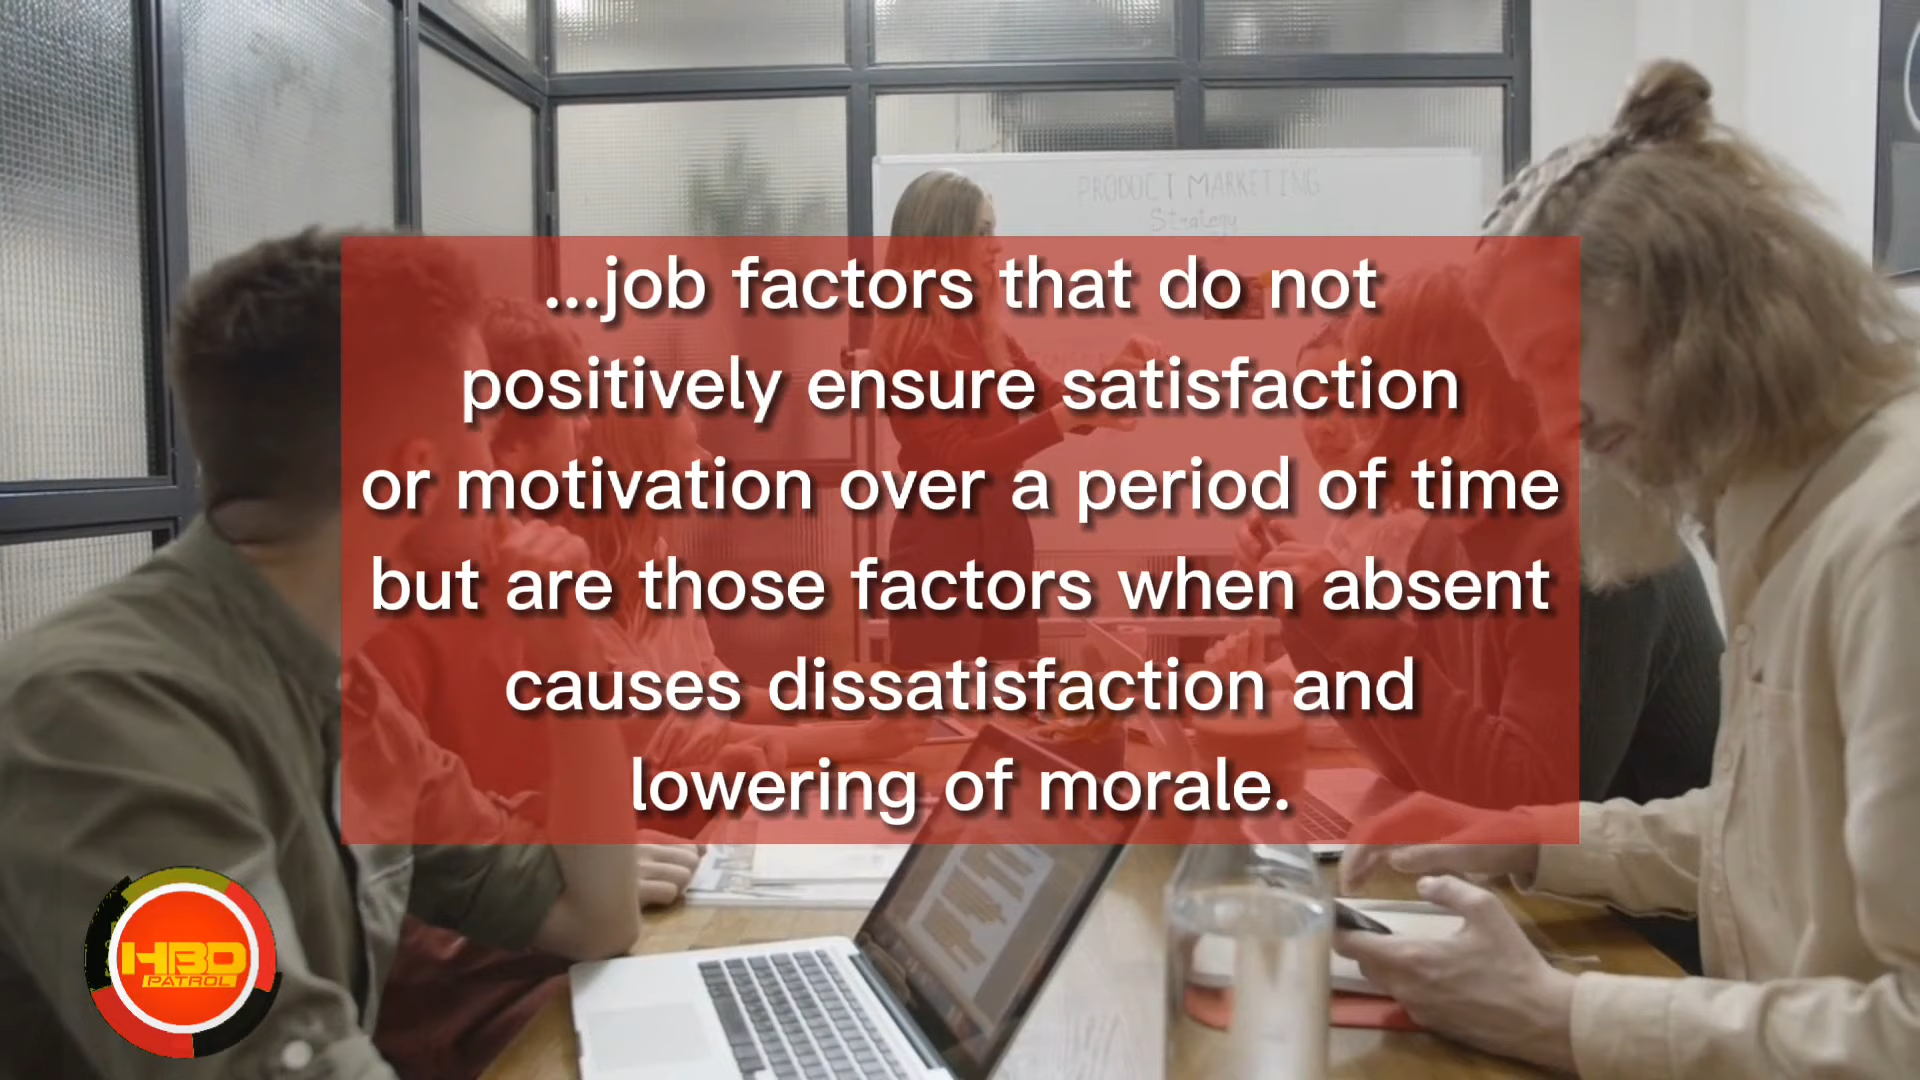 PRODUCT MARKETING
Strategy
...job factors that do not
positively ensure satisfaction
or motivation over a period of time
but are those factors when absent
causes dissatisfaction and
lowering of morale.
HBD
PATROL